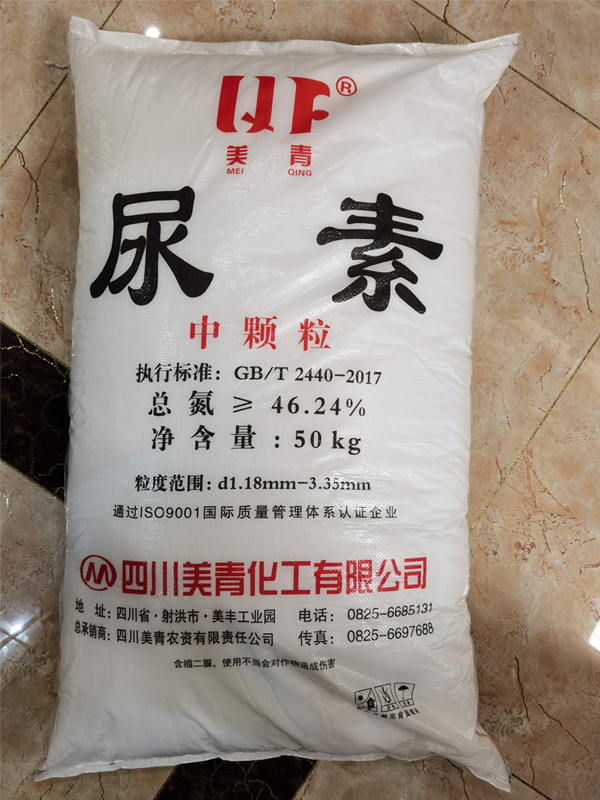 QF®
美青
MEI QING
尿素
中颗粒
执行标准: GB/T 2440-2017
总氮 ≥ 46.24%
净含量:50kg
粒度范围: d1.18mm-3.35mm
通过ISO9001国际质量管理体系认证企业
M 四川美青化工有限公司
地 址: 四川省·射洪市·美丰工业园 电话: 0825-6685131
总承销商: 四川美青农资有限责任公司 传真: 0825-6697688
含缩二脲,使用不当会对作物造成伤害